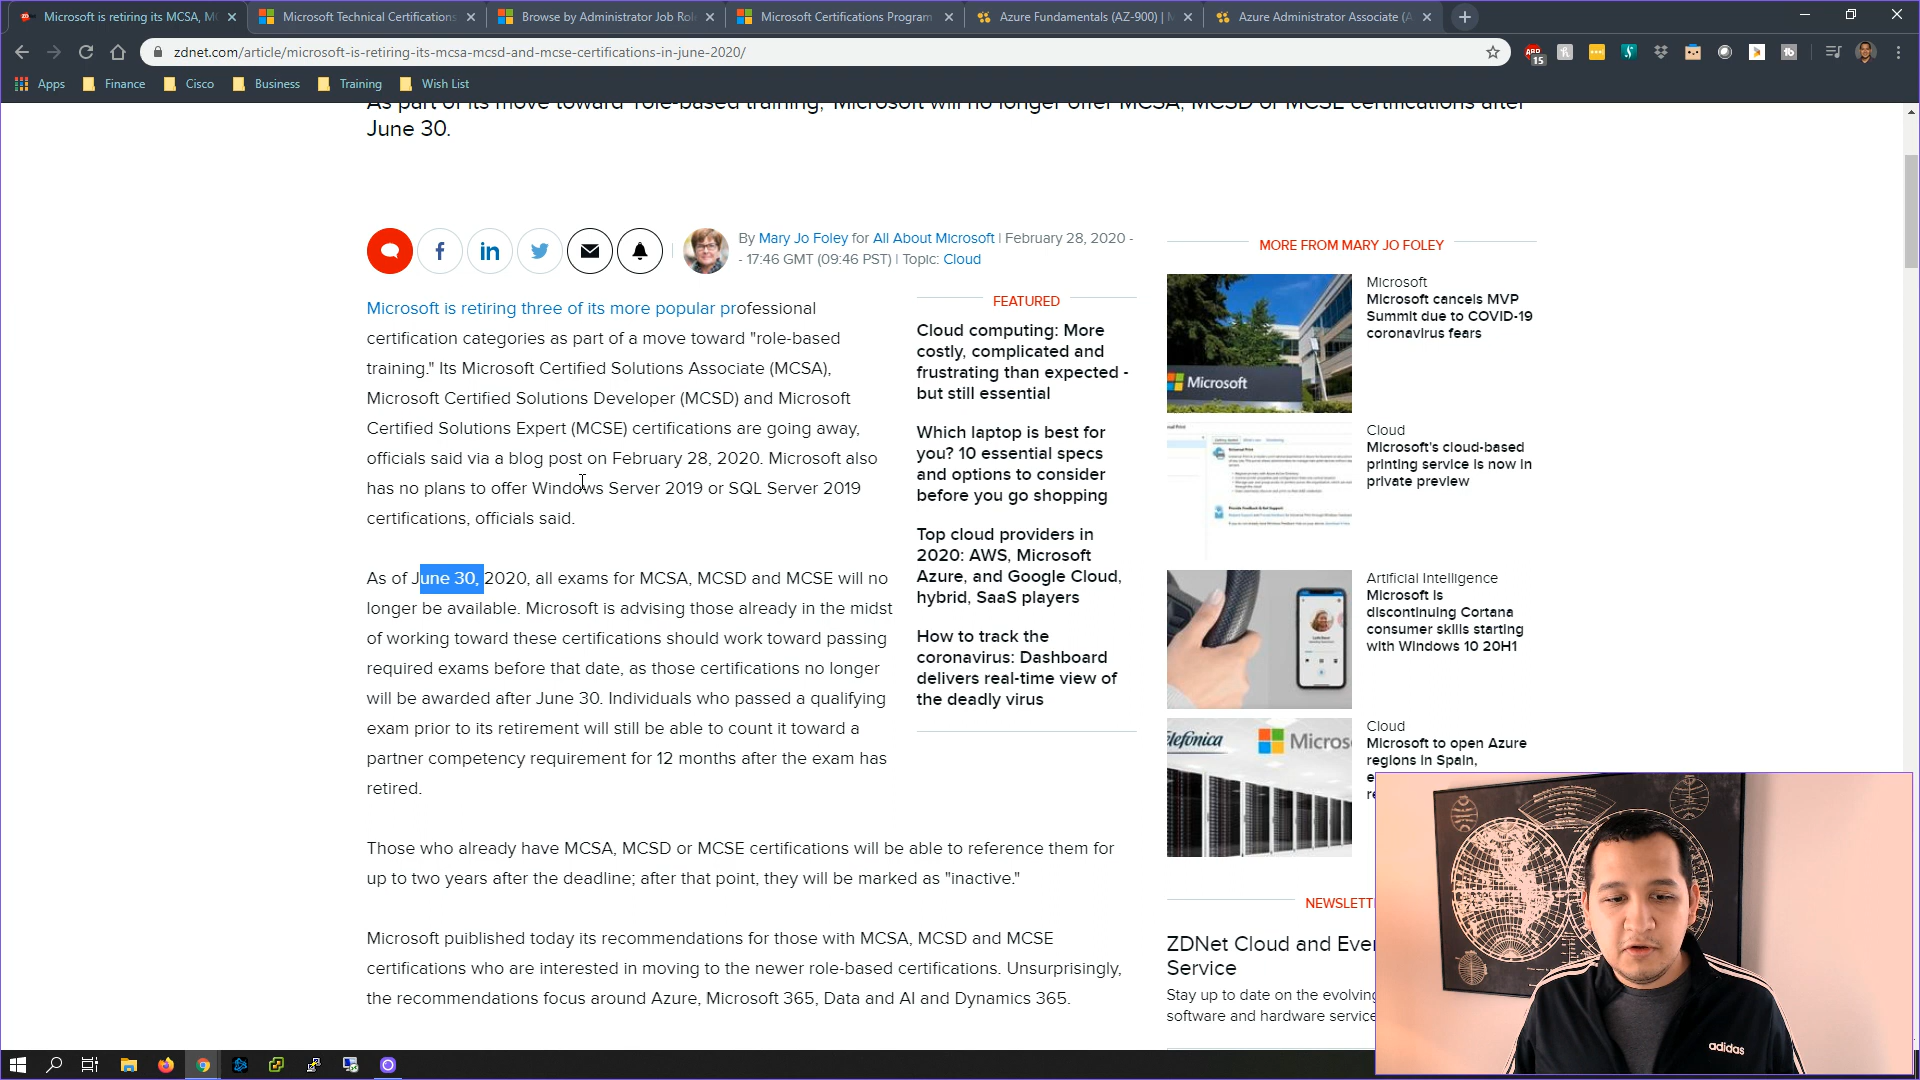 Microsoft is retiring its MCSA, M
Microsoft Technical Certifications
Browse by Administrator Job Rol
Microsoft Certifications Program
Azure Fundamentals (AZ-900) | M
Azure Administrator Associate (A
zdnet.com/article/microsoft-is-retiring-its-mcsa-mcsd-and-mcse-certifications-in-june-2020/
ABP
15
Apps
Finance
Cisco
Business
Training
Wish List
As part of its move toward 'role-based training,' Microsoft will no longer offer MCSA, MCSD or MCSE certifications after
June 30.
By Mary Jo Foley for All About Microsoft | February 28, 2020 -
- 17:46 GMT (09:46 PST) | Topic: Cloud
Microsoft is retiring three of its more popular professional
certification categories as part of a move toward "role-based
training." Its Microsoft Certified Solutions Associate (MCSA),
Microsoft Certified Solutions Developer (MCSD) and Microsoft
Certified Solutions Expert (MCSE) certifications are going away,
officials said via a blog post on February 28, 2020. Microsoft also
has no plans to offer Windows Server 2019 or SQL Server 2019
certifications, officials said.
As of June 30, 2020, all exams for MCSA, MCSD and MCSE will no
longer be available. Microsoft is advising those already in the midst
of working toward these certifications should work toward passing
required exams before that date, as those certifications no longer
will be awarded after June 30. Individuals who passed a qualifying
exam prior to its retirement will still be able to count it toward a
partner competency requirement for 12 months after the exam has
retired.
Those who already have MCSA, MCSD or MCSE certifications will be able to reference them for
up to two years after the deadline; after that point, they will be marked as "inactive."
Microsoft puiblished today its recommendations for those with MCSA, MCSD and MCSE
certifications who are interested in moving to the newer role-based certifications. Unsurprisingly,
the recommendations focus around Azure, Microsoft 365, Data and AI and Dynamics 365.
FEATURED
Cloud computing: More
costly, complicated and
frustrating than expected -
but still essential
Which laptop is best for
you? 10 essential specs
and options to consider
before you go shopping
Top cloud providers in
2020: AWS, Microsoft
Azure, and Google Cloud,
hybrid, SaaS players
How to track the
coronavirus: Dashboard
delivers real-time view of
the deadly virus
MORE FROM MARY JO FOLEY
Microsoft
Microsoft
Microsoft cancels MVP
Summit due to COVID-19
coronavirus fears
Cloud
Microsoft's cloud-based
printing service is now in
private preview
Artificial Intelligence
Microsoft is
discontinuing Cortana
consumer skills starting
with Windows 10 20H1
elefónica
Micros
Cloud
Microsoft to open Azure
regions in Spain,
NEWSLETT
ZDNet Cloud and Ever
Service
Stay up to date on the evolving
software and hardware service
adidas